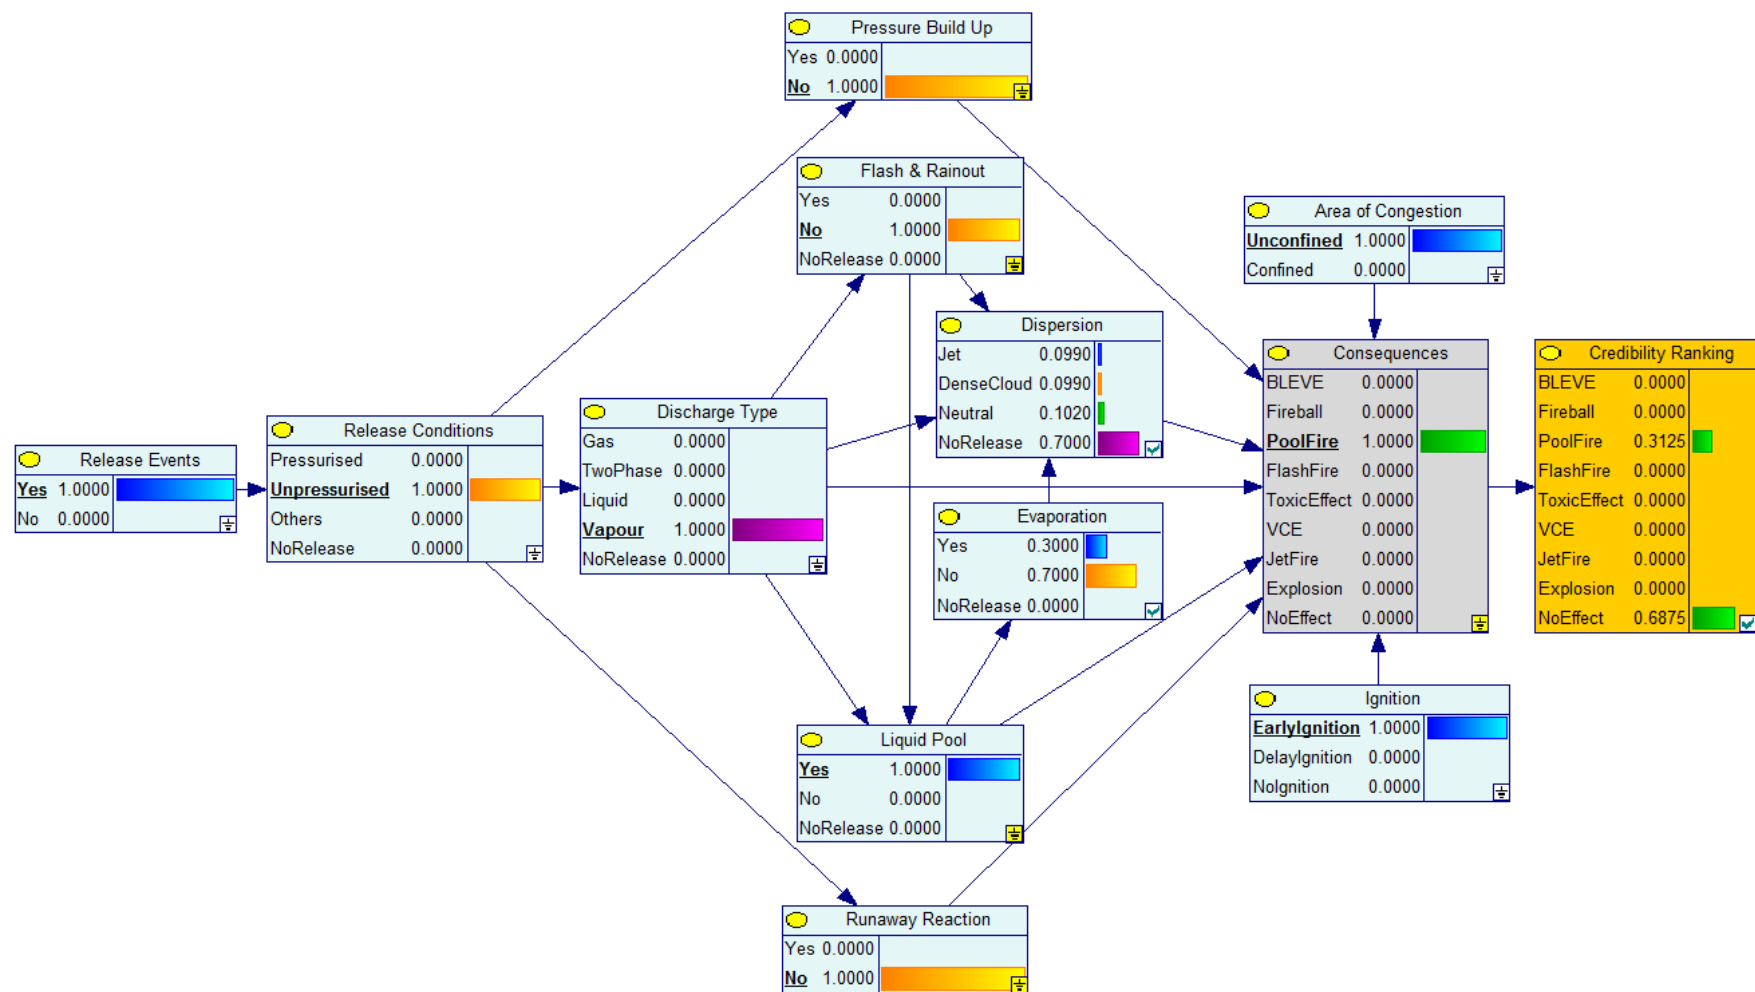 Pressure Build Up
Yes 0.0000
No 1.0000
Flash & Rainout
Yes 0.0000
No 1.0000
NoRelease 0.0000
Area of Congestion
Unconfined 1.0000
Confined 0.0000
Dispersion
Jet 0.0990
DenseCloud 0.0990
Neutral 0.1020
NoRelease 0.7000
Consequences
BLEVE 0.0000
Fireball 0.0000
PoolFire 1.0000
FlashFire 0.0000
ToxicEffect 0.0000
VCE 0.0000
JetFire 0.0000
Explosion 0.0000
NoEffect 0.0000
Credibility Ranking
BLEVE 0.0000
Fireball 0.0000
PoolFire 0.3125
FlashFire 0.0000
ToxicEffect 0.0000
VCE 0.0000
JetFire 0.0000
Explosion 0.0000
NoEffect 0.6875
Discharge Type
Gas 0.0000
TwoPhase 0.0000
Liquid 0.0000
Vapour 1.0000
NoRelease 0.0000
Release Conditions
Pressurised 0.0000
Unpressurised 1.0000
Others 0.0000
NoRelease 0.0000
Release Events
Yes 1.0000
No 0.0000
Evaporation
Yes 0.3000
No 0.7000
NoRelease 0.0000
Ignition
EarlyIgnition 1.0000
DelayIgnition 0.0000
NoIgnition 0.0000
Liquid Pool
Yes 1.0000
No 0.0000
NoRelease 0.0000
Runaway Reaction
Yes 0.0000
No 1.0000